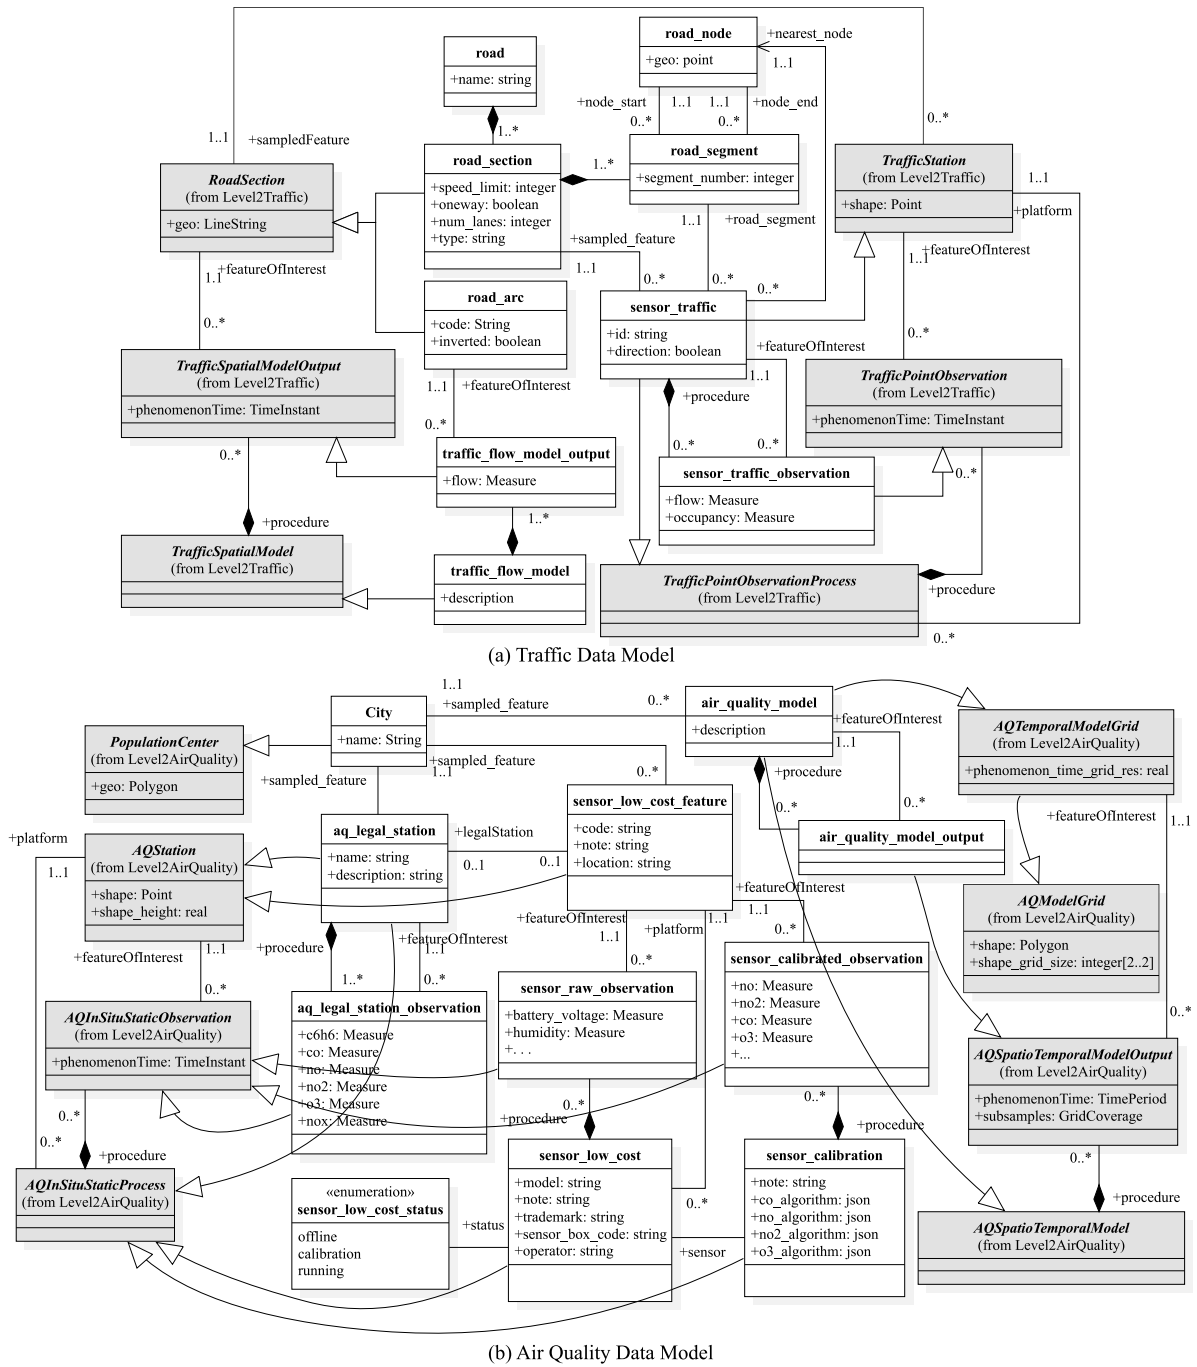 road
+name: string
1..*
road_node
+geo: point
+nearest_node
1..1
+node_start
1..1
1..1
+node_end
0..*
0..*
0..*
1..1
+sampledFeature
RoadSection
(from Level2Traffic)
+geo: LineString
road_section
+speed_limit: integer
+oneway: boolean
+num_lanes: integer
+type: string
1..*
road_segment
+segment_number: integer
TrafficStation
(from Level2Traffic)
+shape: Point
1..1
+platform
1..1
+road_segment
+sampled_feature
1..1
0..*
0..*
0..*
+featureOfInterest
1..1
0..*
+featureOfInterest
1..1
0..*
road_arc
+code: String
+inverted: boolean
sensor_traffic
+id: string
+direction: boolean
+featureOfInterest
1..1
+procedure
0..*
0..*
TrafficSpatialModelOutput
(from Level2Traffic)
+phenomenonTime: TimeInstant
1..1
+featureOfInterest
0..*
TrafficPointObservation
(from Level2Traffic)
+phenomenonTime: TimeInstant
0..*
traffic_flow_model_output
+flow: Measure
0..*
sensor_traffic_observation
+flow: Measure
+occupancy: Measure
+procedure
1..*
TrafficSpatialModel
(from Level2Traffic)
traffic_flow_model
+description
TrafficPointObservationProcess
(from Level2Traffic)
+procedure
0..*
(a) Traffic Data Model
1..1
+sampled_feature
0..*
City
+name: String
air_quality_model
+description
+featureOfInterest
1..1
AQTemporalModelGrid
(from Level2AirQuality)
+phenomenon_time_grid_res: real
PopulationCenter
(from Level2AirQuality)
+geo: Polygon
+sampled_feature
+sampled_feature
1..1
0..*
+procedure
0..*
0..*
+featureOfInterest
1..1
sensor_low_cost_feature
+code: string
+note: string
+location: string
air_quality_model_output
+platform
1..1
AQStation
(from Level2AirQuality)
+shape: Point
+shape_height: real
aq_legal_station
+name: string
+description: string
+legalStation
0..1
0..1
AQModelGrid
(from Level2AirQuality)
+shape: Polygon
+shape_grid_size: integer[2..2]
+featureOfInterest
1..1
0..*
+featureOfInterest
1..1
0..*
+platform
1..1
+procedure
1..*
+featureOfInterest
1..1
0..*
+featureOfInterest
1..1
0..*
sensor_calibrated_observation
+no: Measure
+no2: Measure
+co: Measure
+o3: Measure
+...
AQInSituStaticObservation
(from Level2AirQuality)
+phenomenonTime: TimeInstant
aq_legal_station_observation
+c6h6: Measure
+co: Measure
+no: Measure
+no2: Measure
+o3: Measure
+nox: Measure
sensor_raw_observation
+battery_voltage: Measure
+humidity: Measure
+. . .
0..*
AQSpatioTemporalModelOutput
(from Level2AirQuality)
+phenomenonTime: TimePeriod
+subsamples: GridCoverage
0..*
0..*
+procedure
0..*
+procedure
0..*
+procedure
AQInSituStaticProcess
(from Level2AirQuality)
sensor_low_cost
+model: string
+note: string
+trademark: string
+sensor_box_code: string
+operator: string
0..*
sensor_calibration
+note: string
+co_algorithm: json
+no_algorithm: json
+no2_algorithm: json
+o3_algorithm: json
0..*
+procedure
«enumeration»
sensor_low_cost_status
offline
calibration
running
+status
+sensor
AQSpatioTemporalModel
(from Level2AirQuality)
(b) Air Quality Data Model